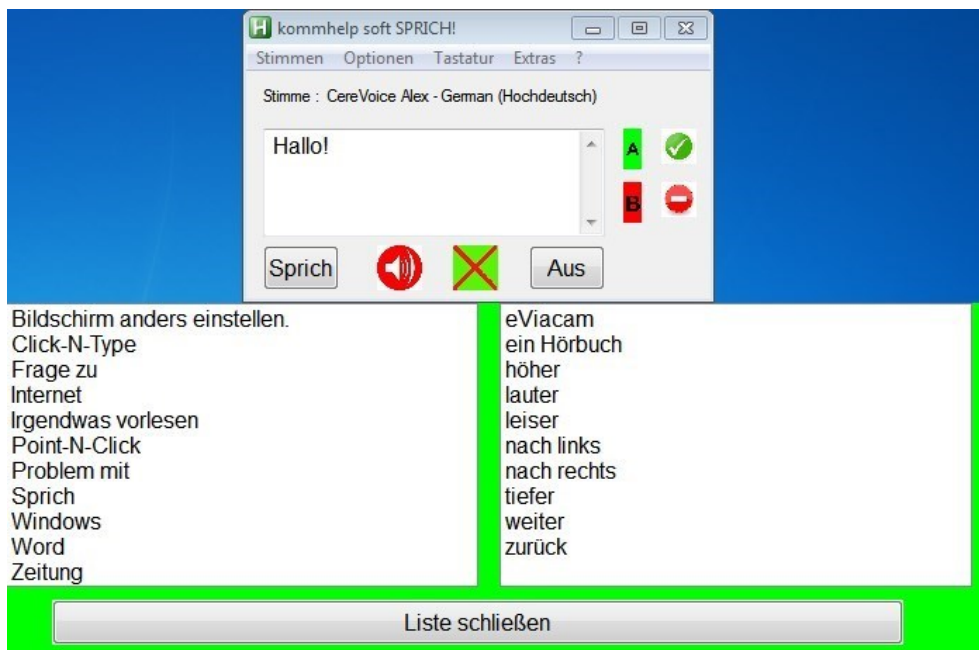 kommhelp soft SPRICH!
Stimmen Optionen Tastatur Extras ?
Stimme : CereVoice Alex - German (Hochdeutsch)
Hallo!
A
B
Sprich
Aus
Bildschirm anders einstellen.
Click-N-Type
Frage zu
Internet
Irgendwas vorlesen
Point-N-Click
Problem mit
Sprich
Windows
Word
Zeitung
eViacam
ein Hörbuch
höher
lauter
leiser
nach links
nach rechts
tiefer
weiter
zurück
Liste schließen